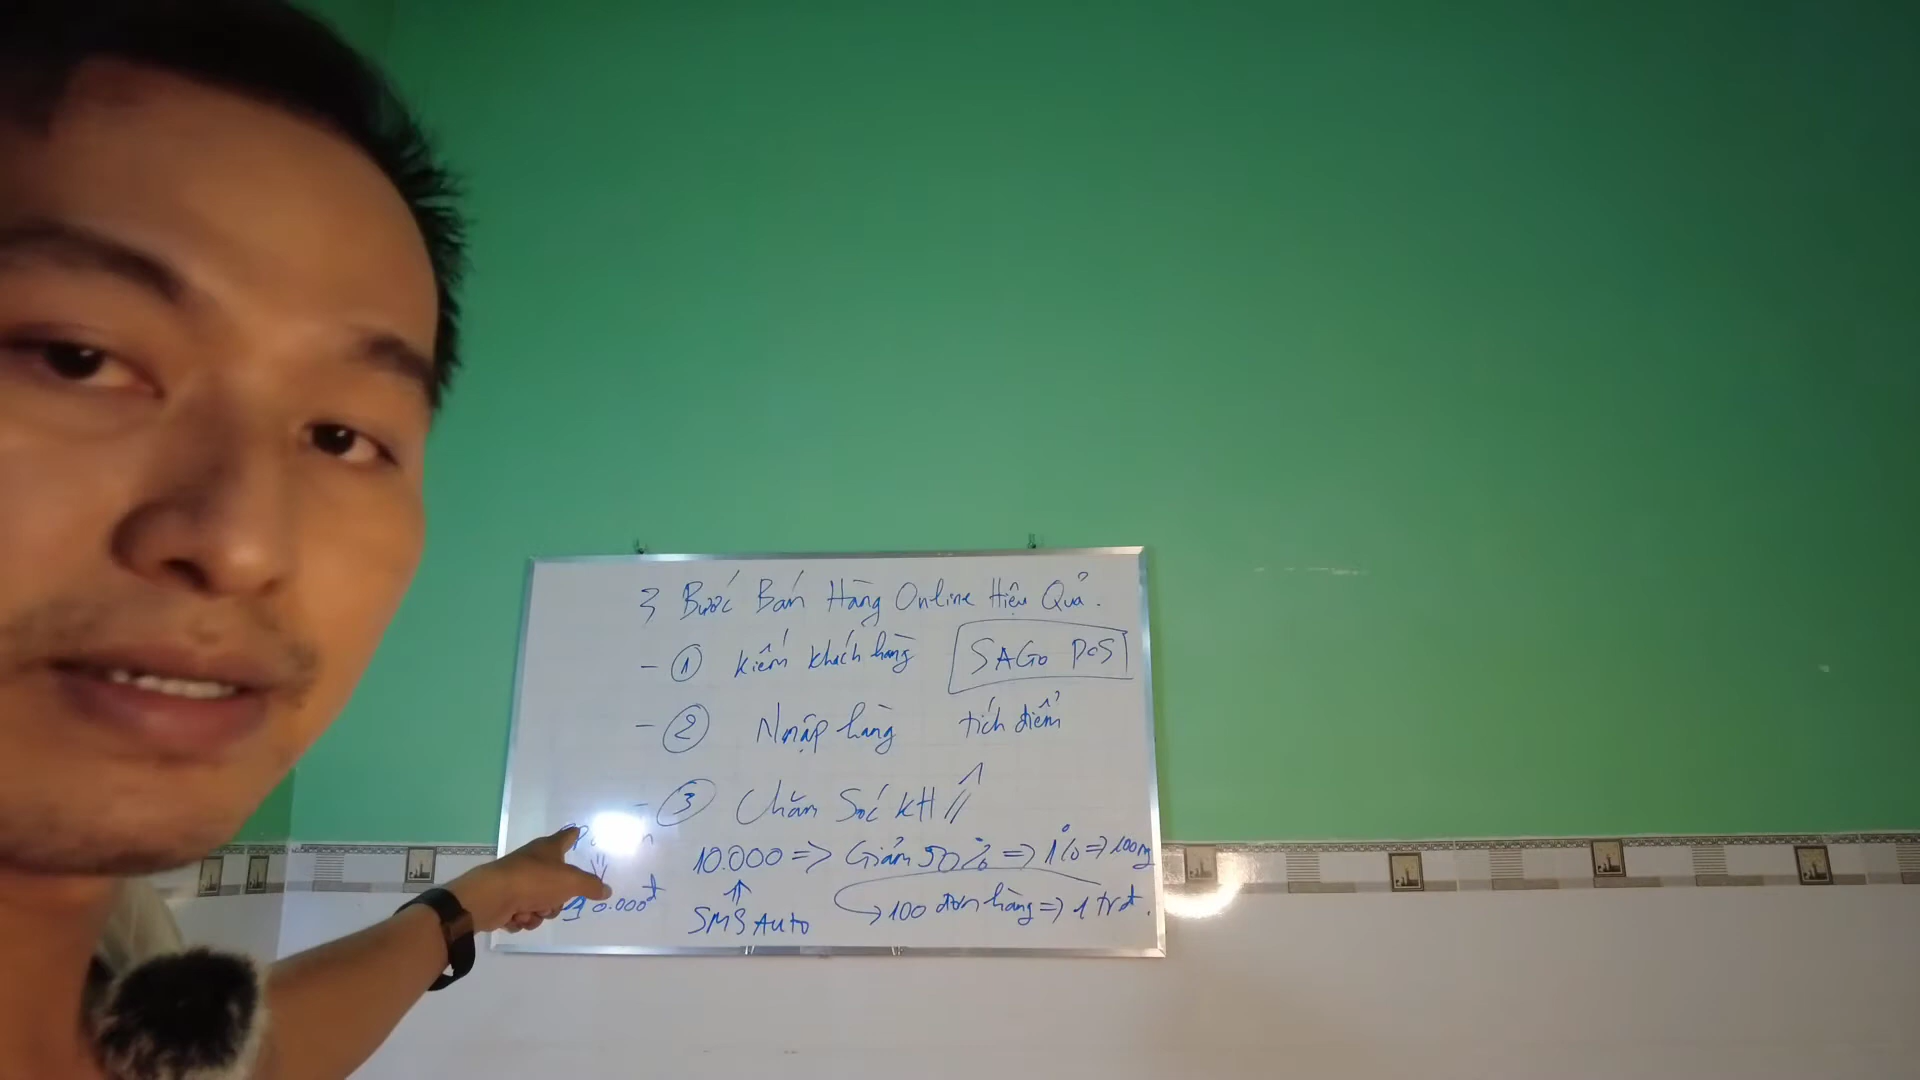 3 Bước Bán Hàng Online Hiệu Quả.
- 1 Kiếm khách hàng
SAGO POS
- 2 Nhập hàng
tích điểm
- 3 Chăm Sóc KH
10.000 => Giảm 50% => 1% => 100ng
0.000đ
SMS Auto
100 đơn hàng => 1 trđ.